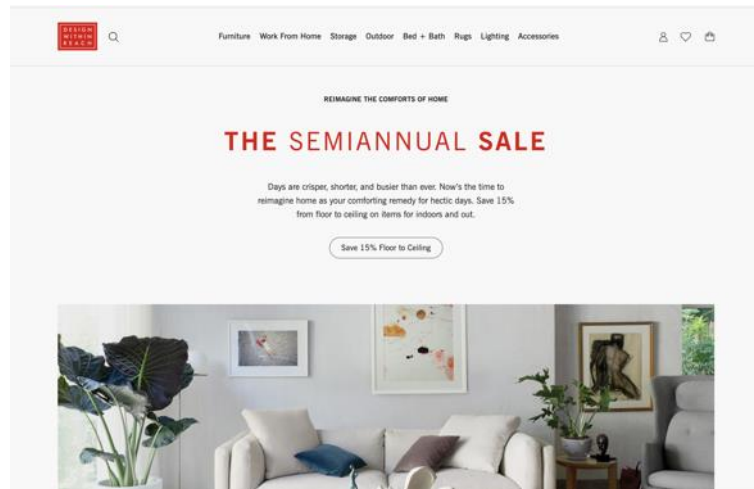 DESIGN
WITHIN
REACH
Furniture Work From Home Storage Outdoor Bed + Bath Rugs Lighting Accessories
REIMAGINE THE COMFORTS OF HOME
THE SEMIANNUAL SALE
Days are crisper, shorter, and busier than ever. Now's the time to
reimagine home as your comforting remedy for hectic days. Save 15%
from floor to ceiling on items for indoors and out.
Save 15% Floor to Ceiling